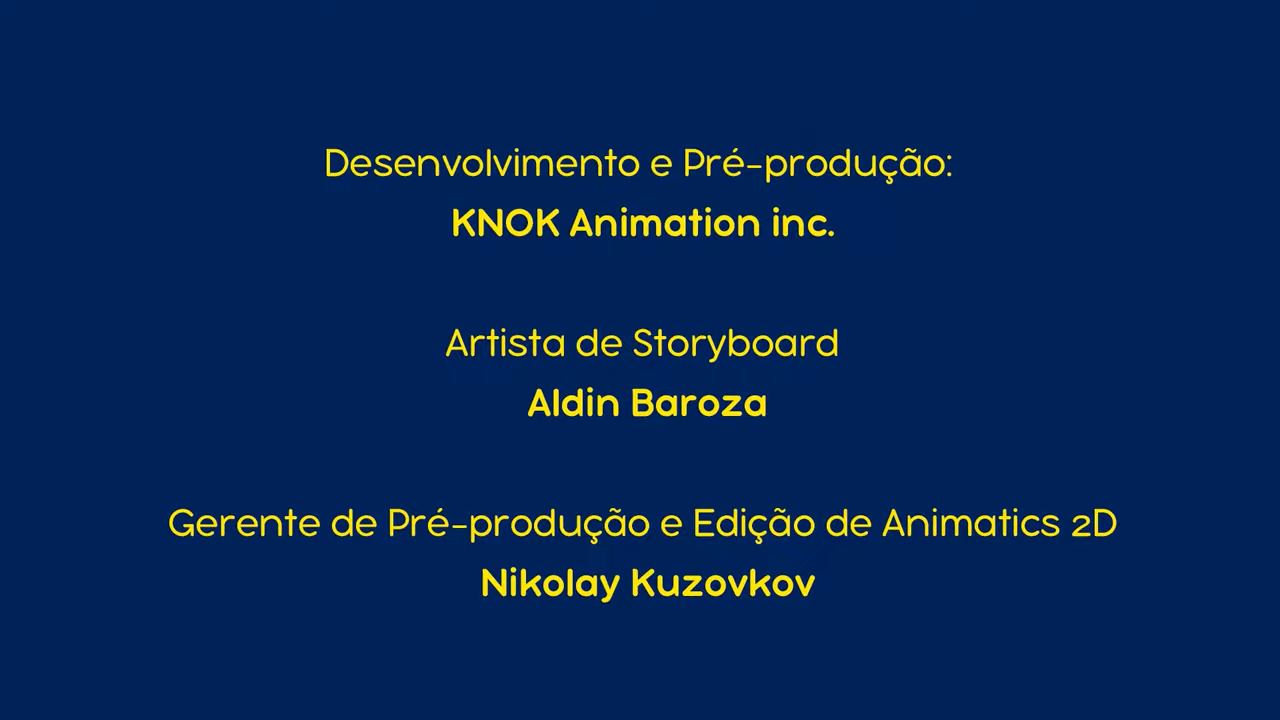 Desenvolvimento e Pré-produção:
KNOK Animation inc.
Artista de Storyboard
Aldin Baroza
Gerente de Pré-produção e Edição de Animatics 2D
Nikolay Kuzovkov